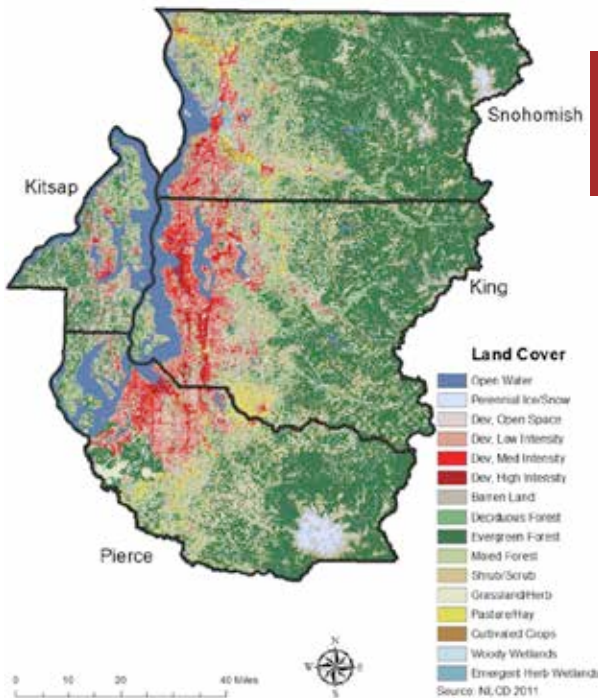 Snohomish
Kitsap
King
Land Cover
Open Water
Perennial Ice/Snow
Dev, Open Space
Dev, Low Intensity
Dev, Med Intensity
Dev, High Intensity
Barren Land
Deciduous Forest
Evergreen Forest
Mixed Forest
Shrub/Scrub
Grassland/Herb
Pasture/Hay
Cultivated Crops
Woody Wetlands
Emergent Herb Wetlands
Source: NLCD 2011
Pierce
N
W E
S
0 10 20 40 Miles